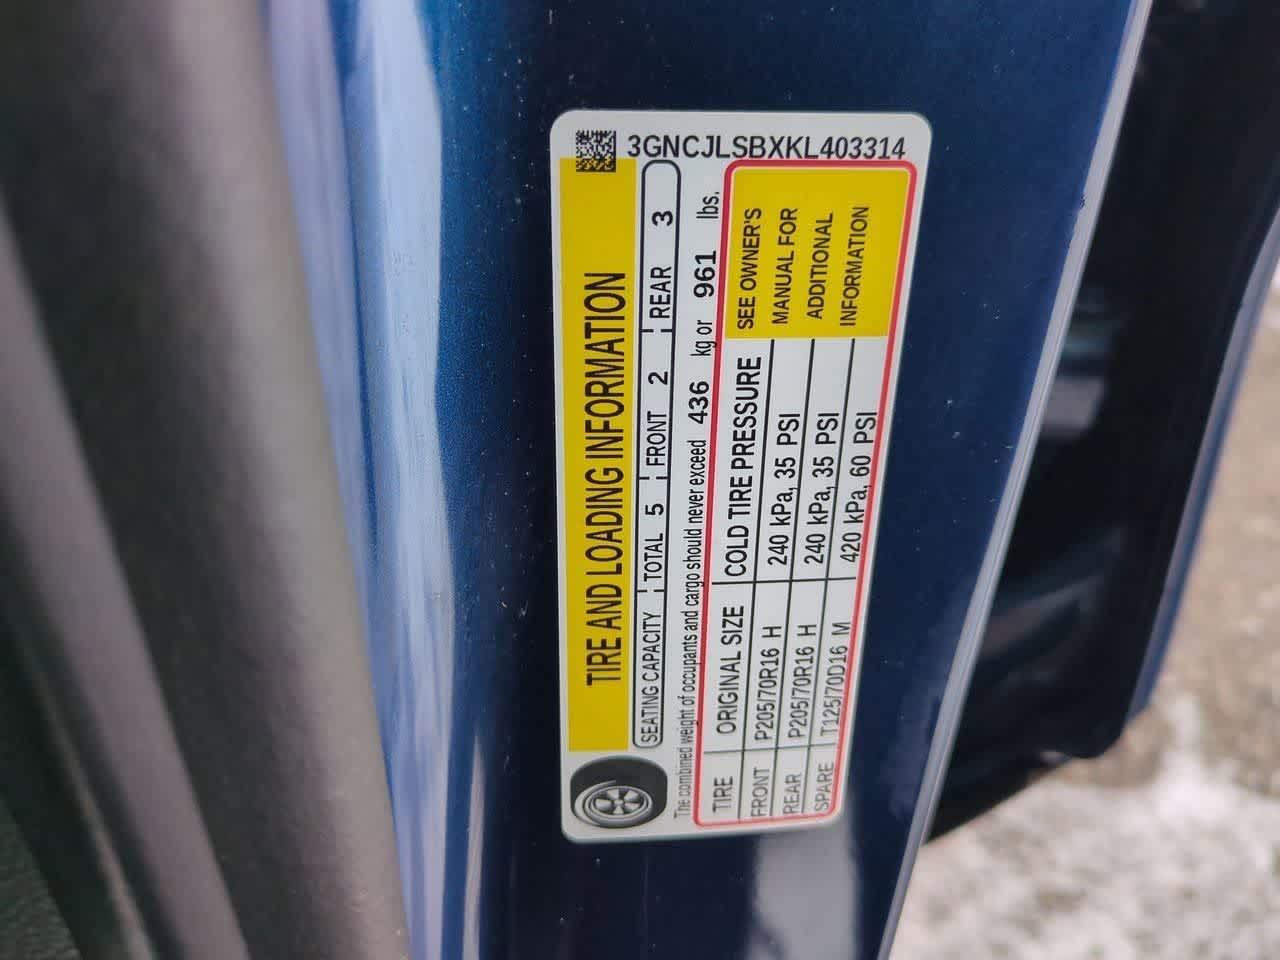 3GNCJLSBXKL403314
TIRE AND LOADING INFORMATION
SEATING CAPACITY TOTAL 5 FRONT 2 REAR 3
The combined weight of occupants and cargo should never exceed 436 kg or 961 lbs.
TIRE ORIGINAL SIZE COLD TIRE PRESSURE
FRONT P205/70R16 H 240 kPa, 35 PSI
REAR P205/70R16 H 240 kPa, 35 PSI
SPARE T125/70D16 M 420 kPa, 60 PSI
SEE OWNER'S
MANUAL FOR
ADDITIONAL
INFORMATION